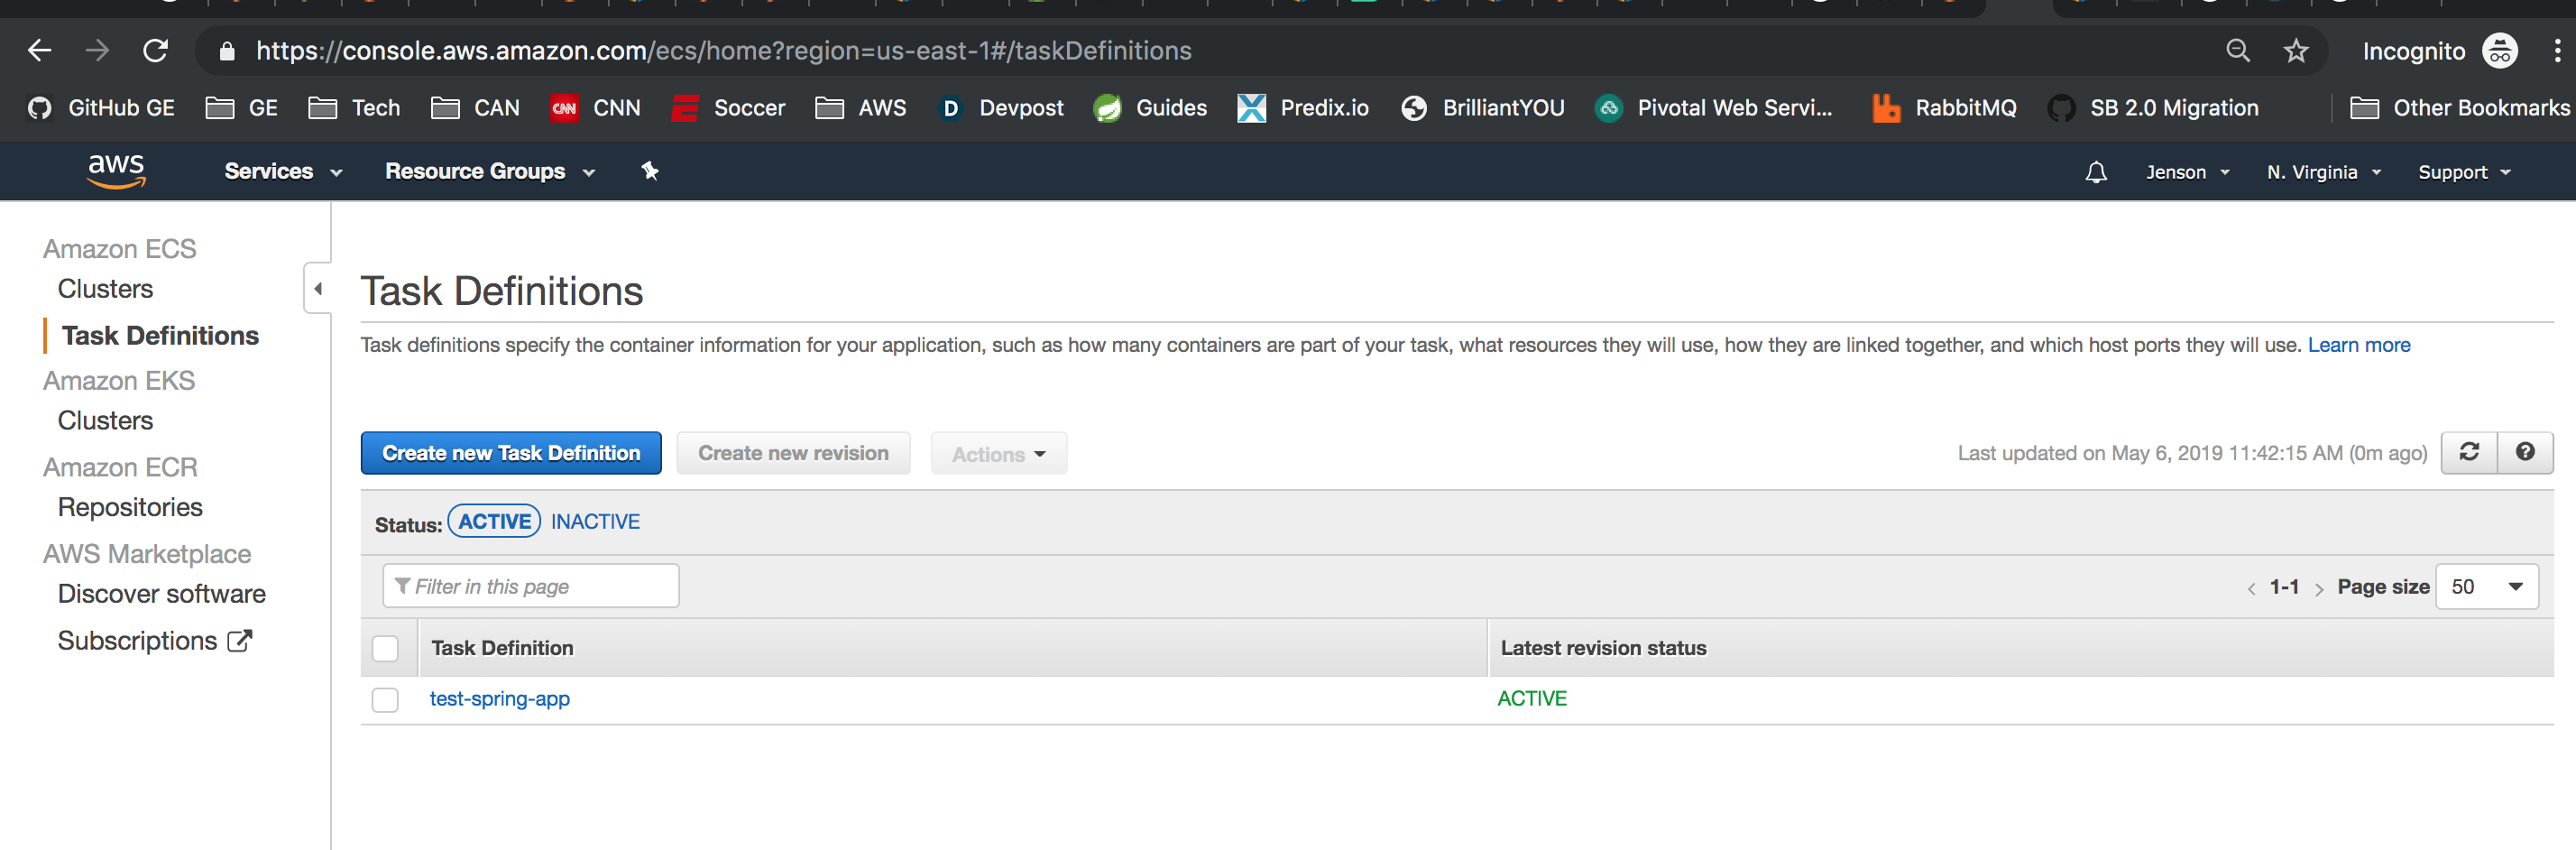 https://console.aws.amazon.com/ecs/home?region=us-east-1#/taskDefinitions Incognito
GitHub GE GE Tech CAN CNN CNN Soccer AWS D Devpost Guides Predix.io BrilliantYOU Pivotal Web Servi... RabbitMQ SB 2.0 Migration Other Bookmarks
aws Services Resource Groups Jenson N. Virginia Support
Amazon ECS
Clusters
Task Definitions
Amazon EKS
Clusters
Amazon ECR
Repositories
AWS Marketplace
Discover software
Subscriptions
Task Definitions
Task definitions specify the container information for your application, such as how many containers are part of your task, what resources they will use, how they are linked together, and which host ports they will use. Learn more
Create new Task Definition Create new revision Actions Last updated on May 6, 2019 11:42:15 AM (0m ago) ?
Status: ACTIVE INACTIVE
Filter in this page < 1-1 > Page size 50
Task Definition Latest revision status
test-spring-app ACTIVE